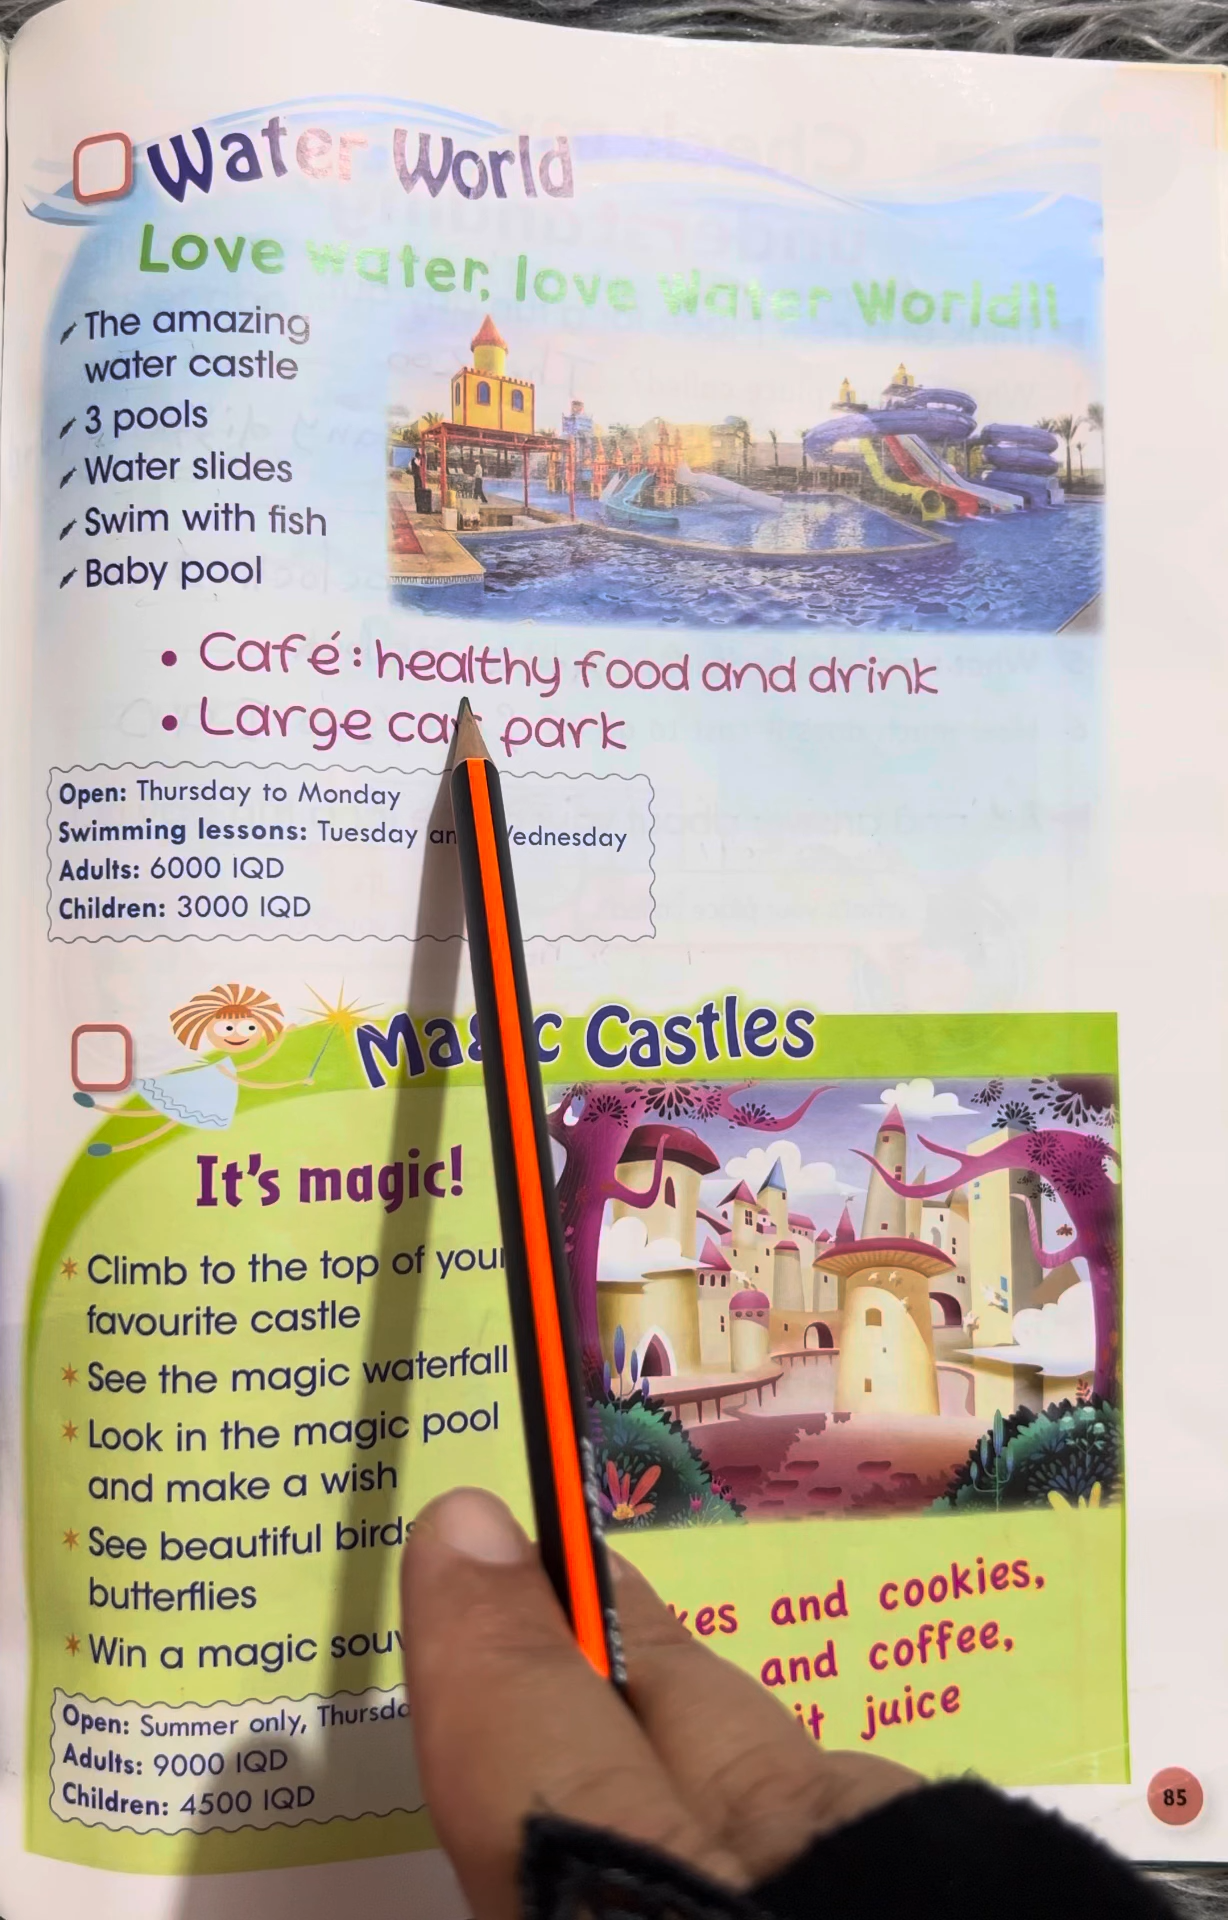 Water World
Love water, love Water World!!
The amazing
water castle
3 pools
Water slides
Swim with fish
Baby pool
• Café: healthy food and drink
• Large car park
Open: Thursday to Monday
Swimming lessons: Tuesday and Wednesday
Adults: 6000 IQD
Children: 3000 IQD
Magic Castles
It's magic!
Climb to the top of your
favourite castle
See the magic waterfall
Look in the magic pool
and make a wish
See beautiful birds
butterflies
Win a magic
and cookies,
and coffee,
juice
Open: Summer only,
Adults: 9000 IQD
Children: 4500 IQD
85